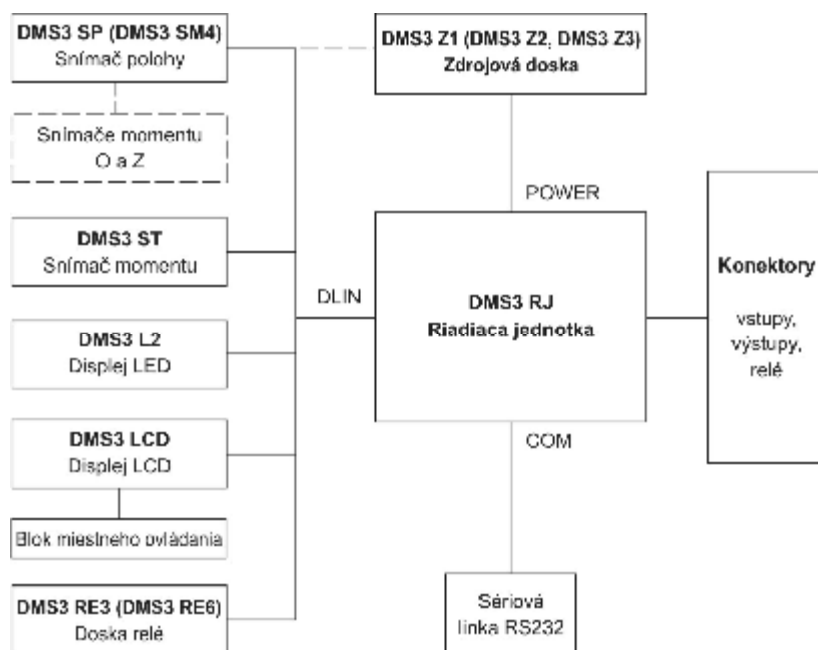 DMS3 SP (DMS3 SM4)
Snímač polohy
Snímače momentu
O a Z
DMS3 ST
Snímač momentu
DMS3 L2
Displej LED
DMS3 LCD
Displej LCD
Blok miestneho ovládania
DMS3 RE3 (DMS3 RE6)
Doska relé
DLIN
DMS3 Z1 (DMS3 Z2, DMS3 Z3)
Zdrojová doska
POWER
DMS3 RJ
Riadiaca jednotka
COM
Sériová
linka RS232
Konektory
vstupy,
výstupy,
relé